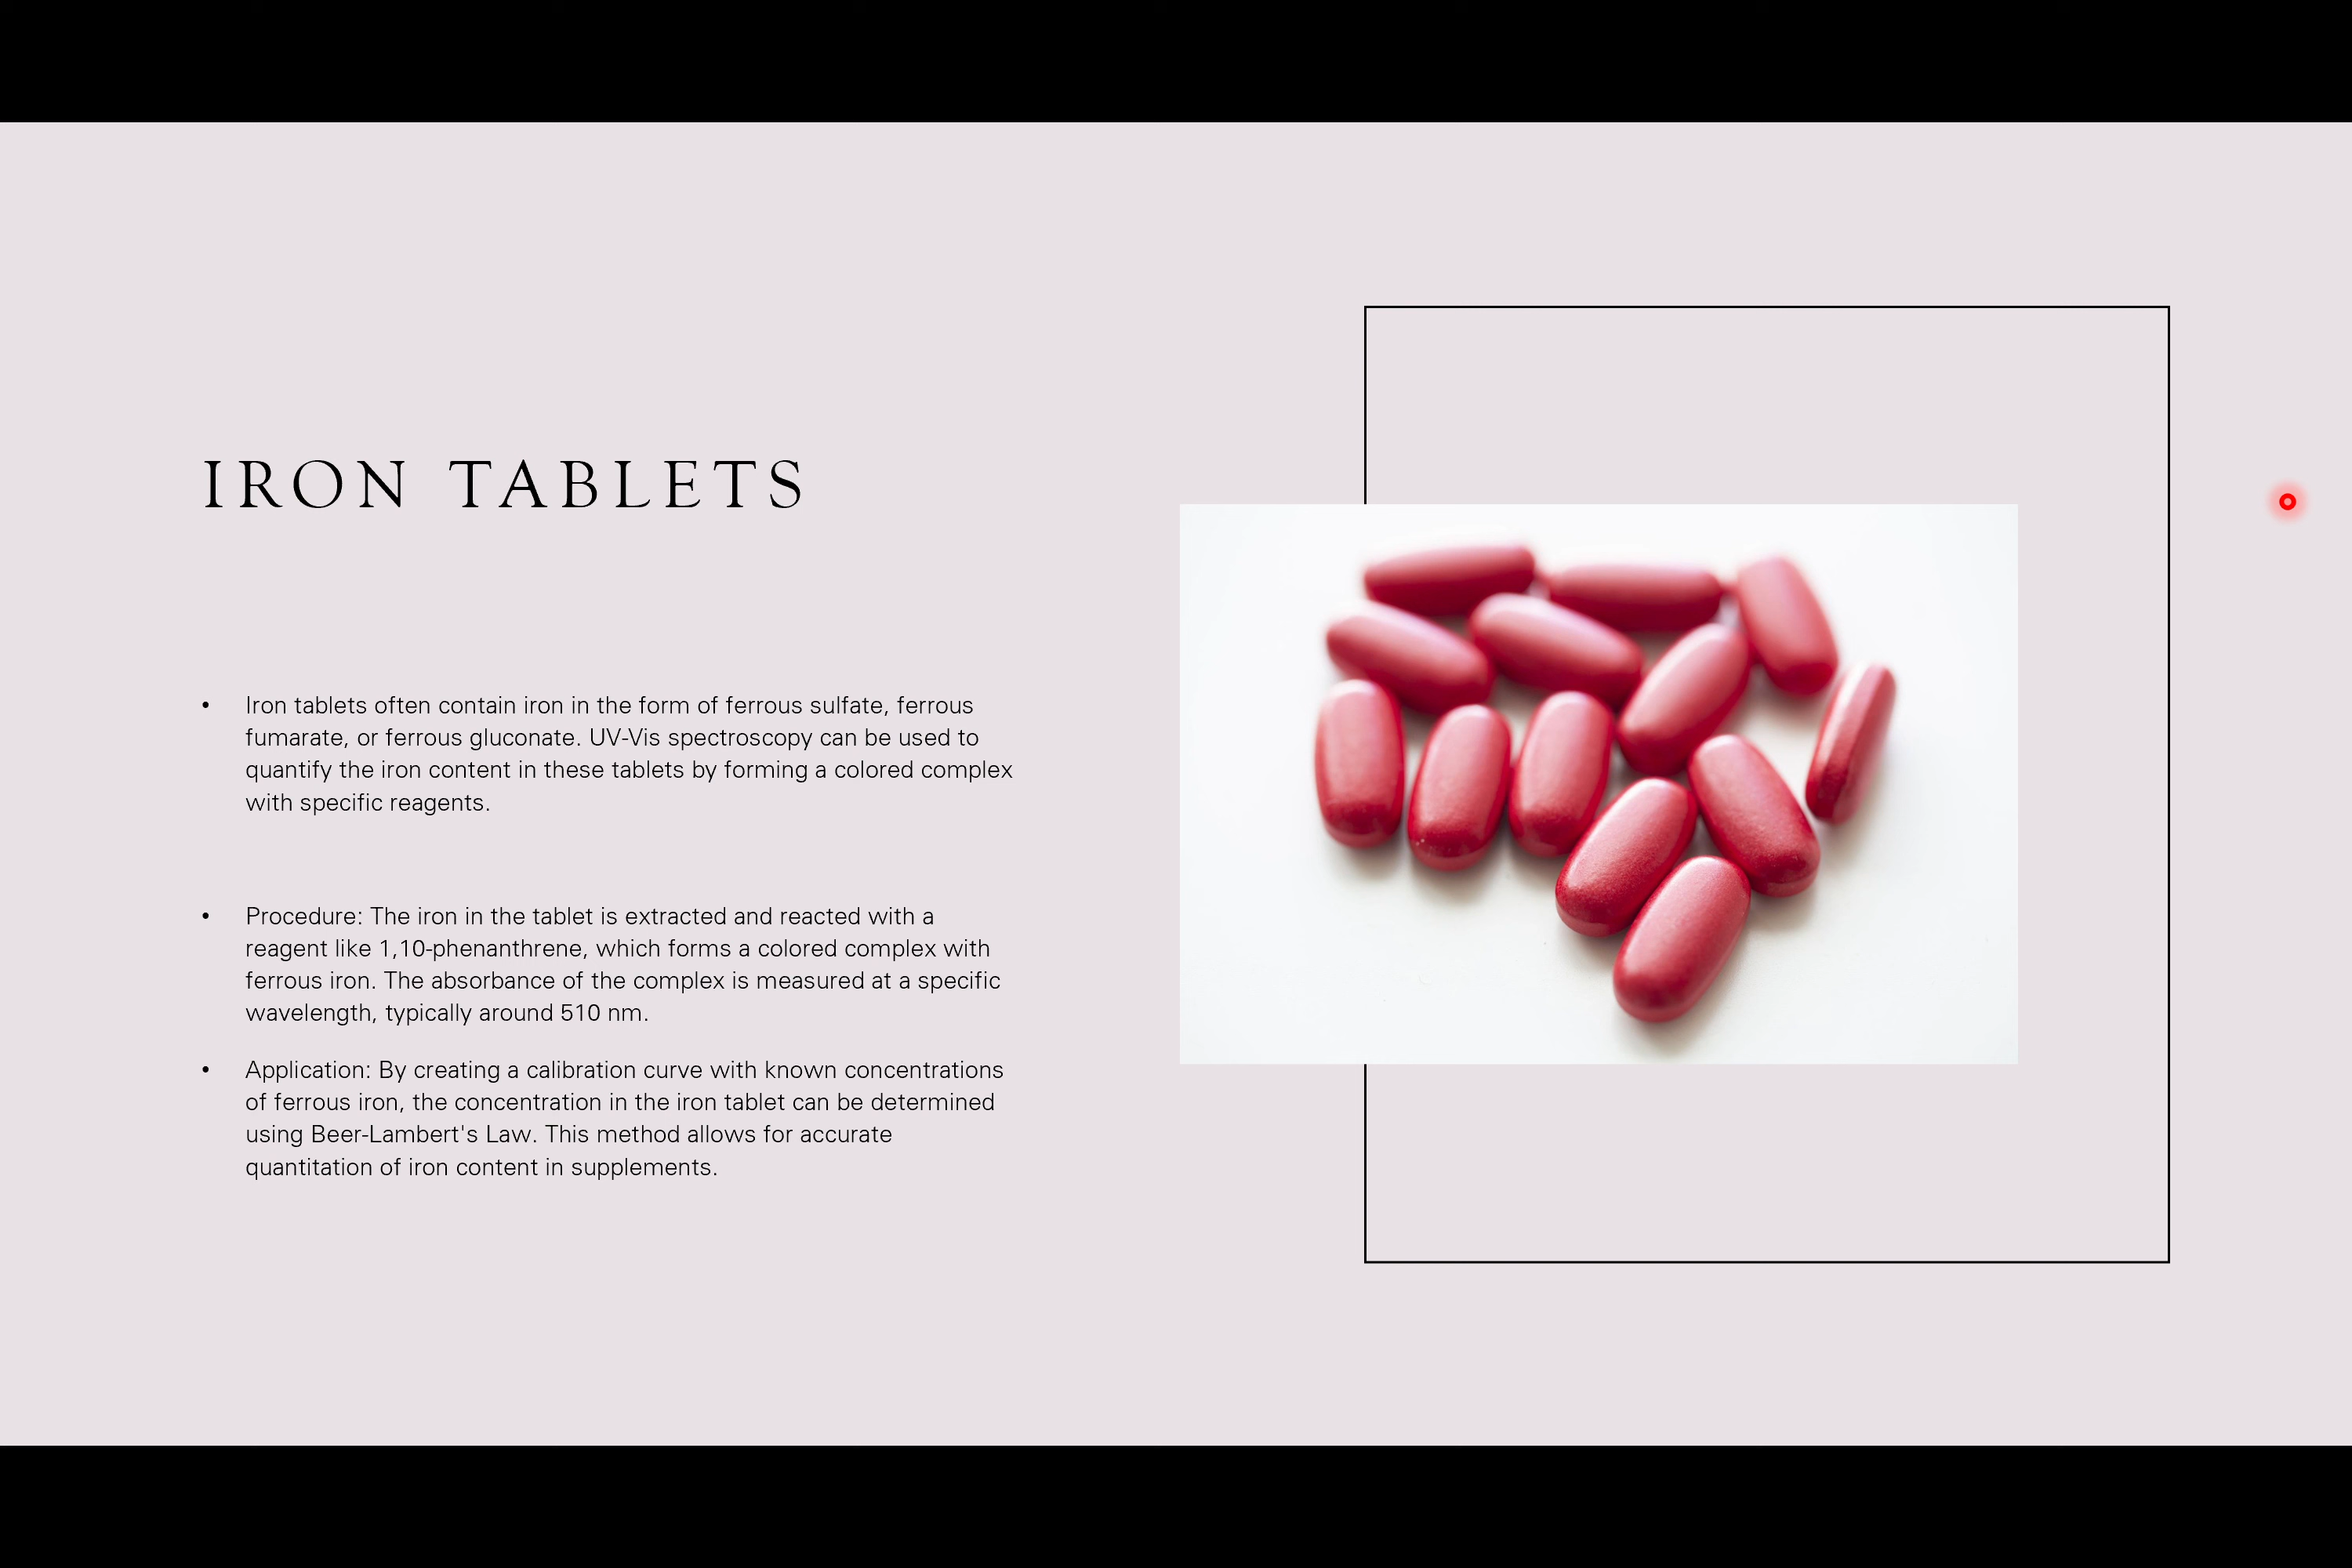 IRON TABLETS
• Iron tablets often contain iron in the form of ferrous sulfate, ferrous
fumarate, or ferrous gluconate. UV-Vis spectroscopy can be used to
quantify the iron content in these tablets by forming a colored complex
with specific reagents.
• Procedure: The iron in the tablet is extracted and reacted with a
reagent like 1,10-phenanthrene, which forms a colored complex with
ferrous iron. The absorbance of the complex is measured at a specific
wavelength, typically around 510 nm.
• Application: By creating a calibration curve with known concentrations
of ferrous iron, the concentration in the iron tablet can be determined
using Beer-Lambert's Law. This method allows for accurate
quantitation of iron content in supplements.